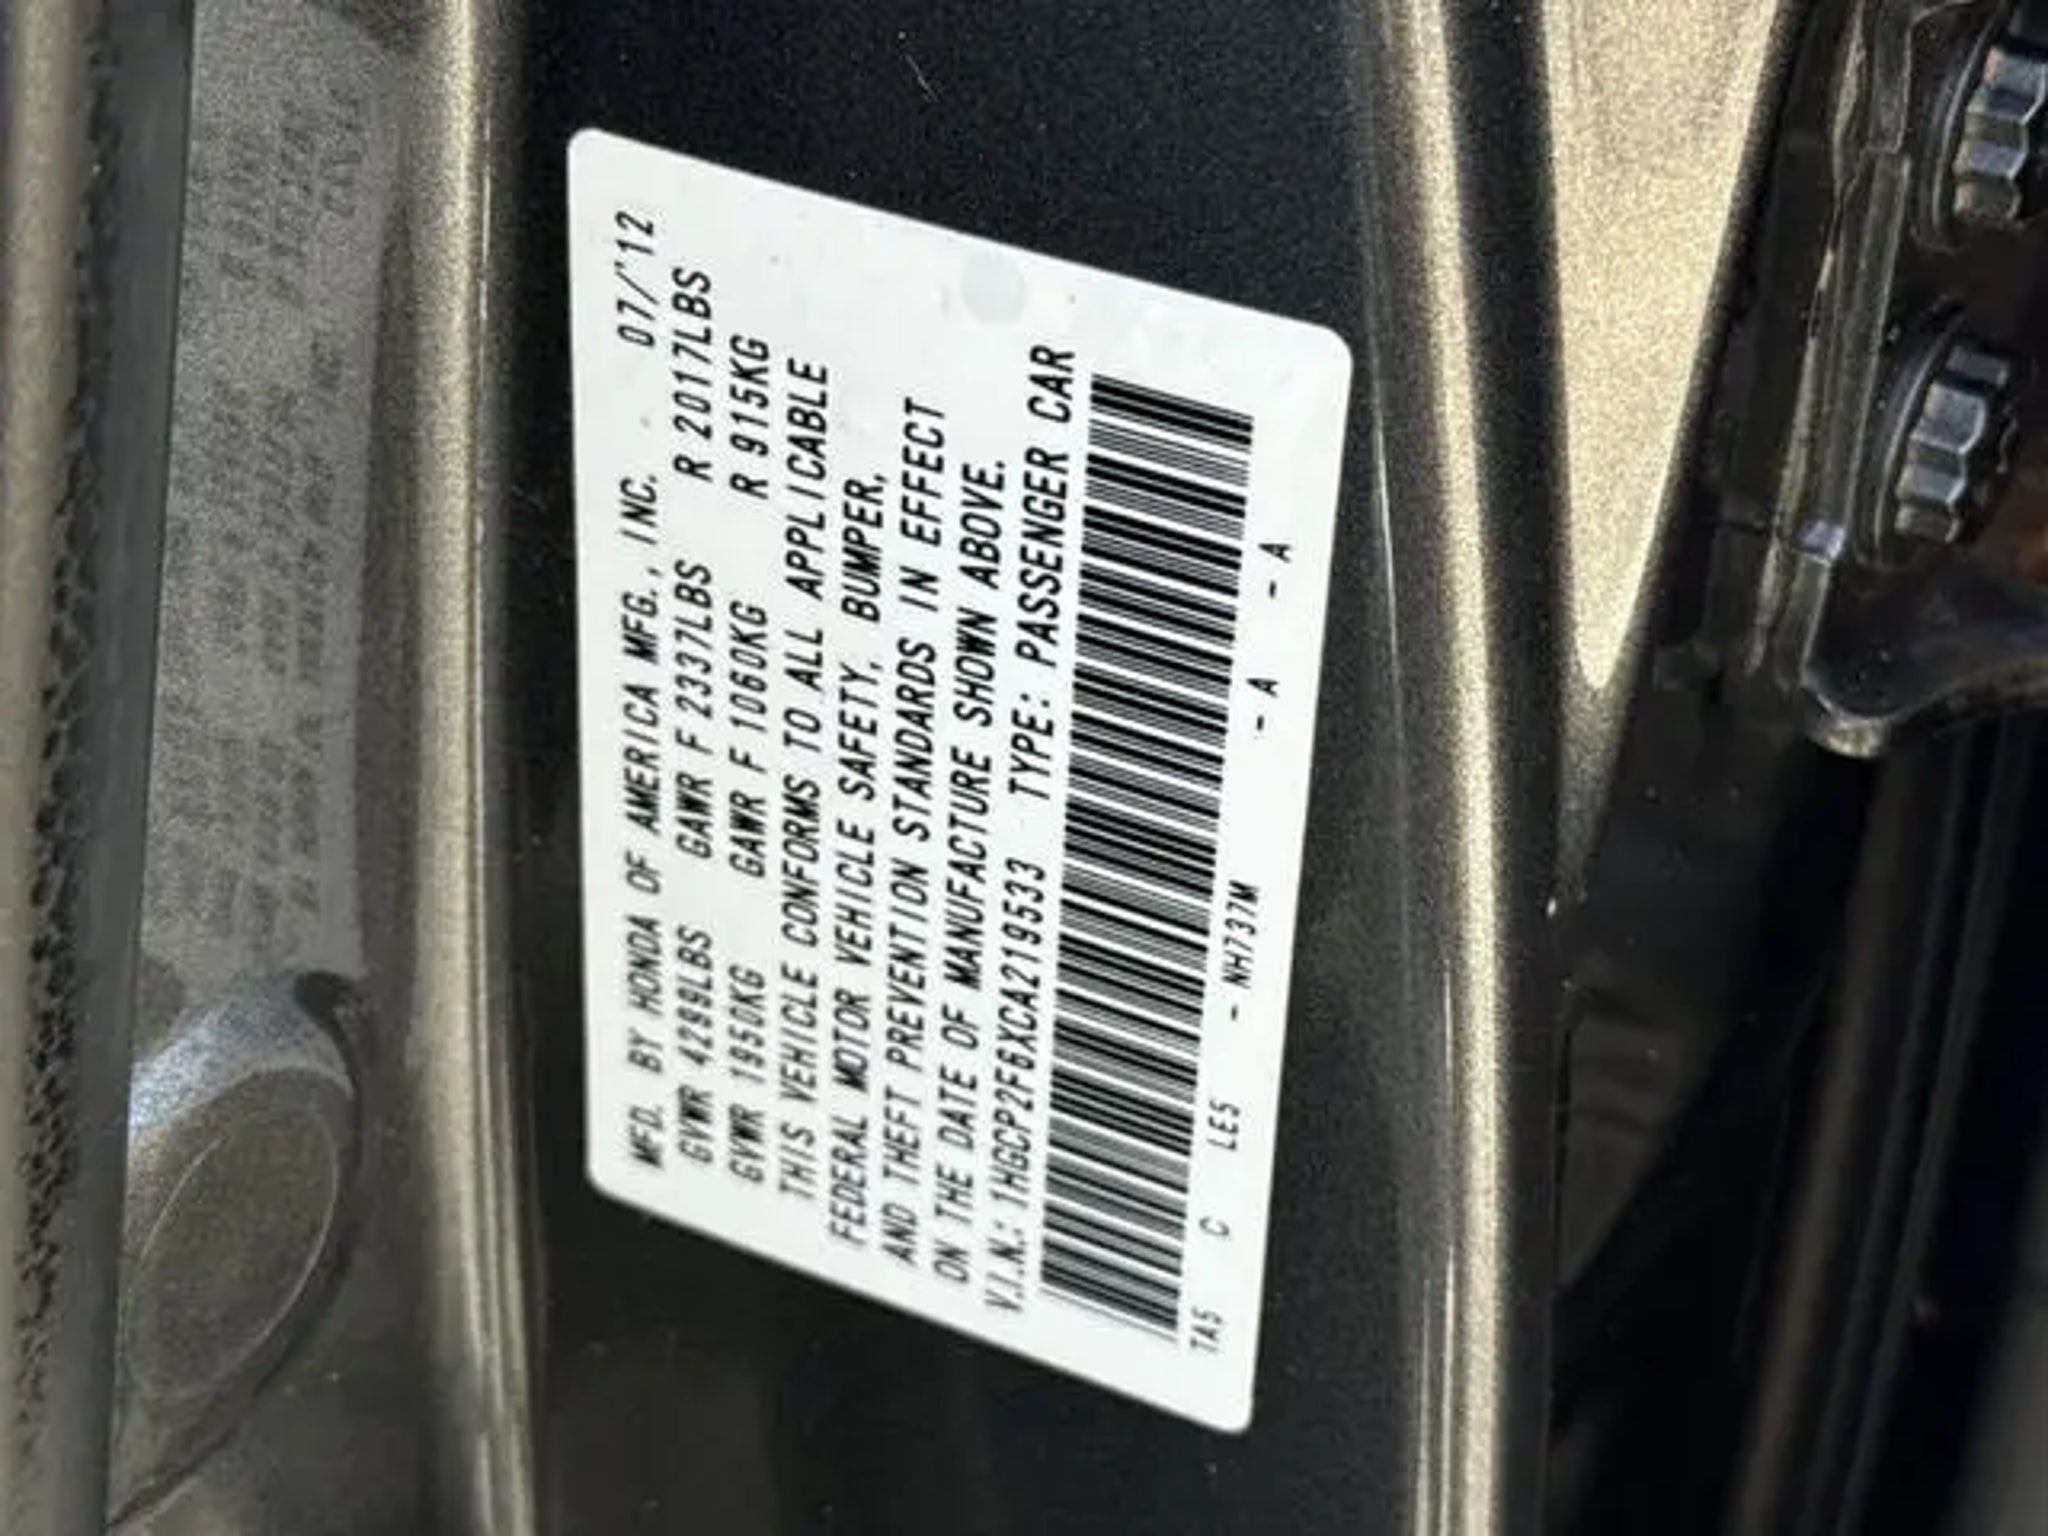 MFD. BY HONDA OF AMERICA MFG., INC. 07/'12
GVWR 4299LBS GAWR F 2337LBS R 2017LBS
GVWR 1950KG GAWR F 1060KG R 915KG
THIS VEHICLE CONFORMS TO ALL APPLICABLE
FEDERAL MOTOR VEHICLE SAFETY, BUMPER,
AND THEFT PREVENTION STANDARDS IN EFFECT
ON THE DATE OF MANUFACTURE SHOWN ABOVE.
V.I.N.: 1HGCP2F6XCA219533 TYPE: PASSENGER CAR
TA5 C LE5 - NH737M - A - A